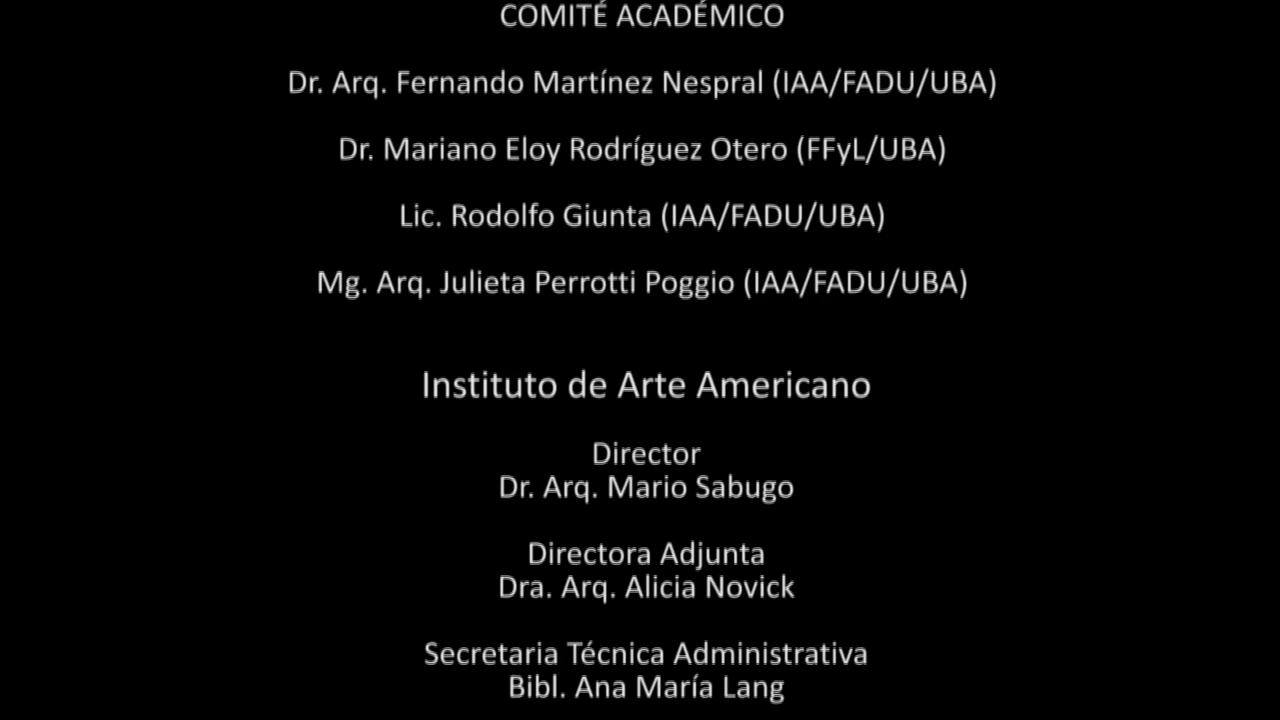 COMITÉ ACADÉMICO
Dr. Arq. Fernando Martínez Nespral (IAA/FADU/UBA)
Dr. Mariano Eloy Rodríguez Otero (FFyL/UBA)
Lic. Rodolfo Giunta (IAA/FADU/UBA)
Mg. Arq. Julieta Perrotti Poggio (IAA/FADU/UBA)
Instituto de Arte Americano
Director
Dr. Arq. Mario Sabugo
Directora Adjunta
Dra. Arq. Alicia Novick
Secretaria Técnica Administrativa
Bibl. Ana María Lang